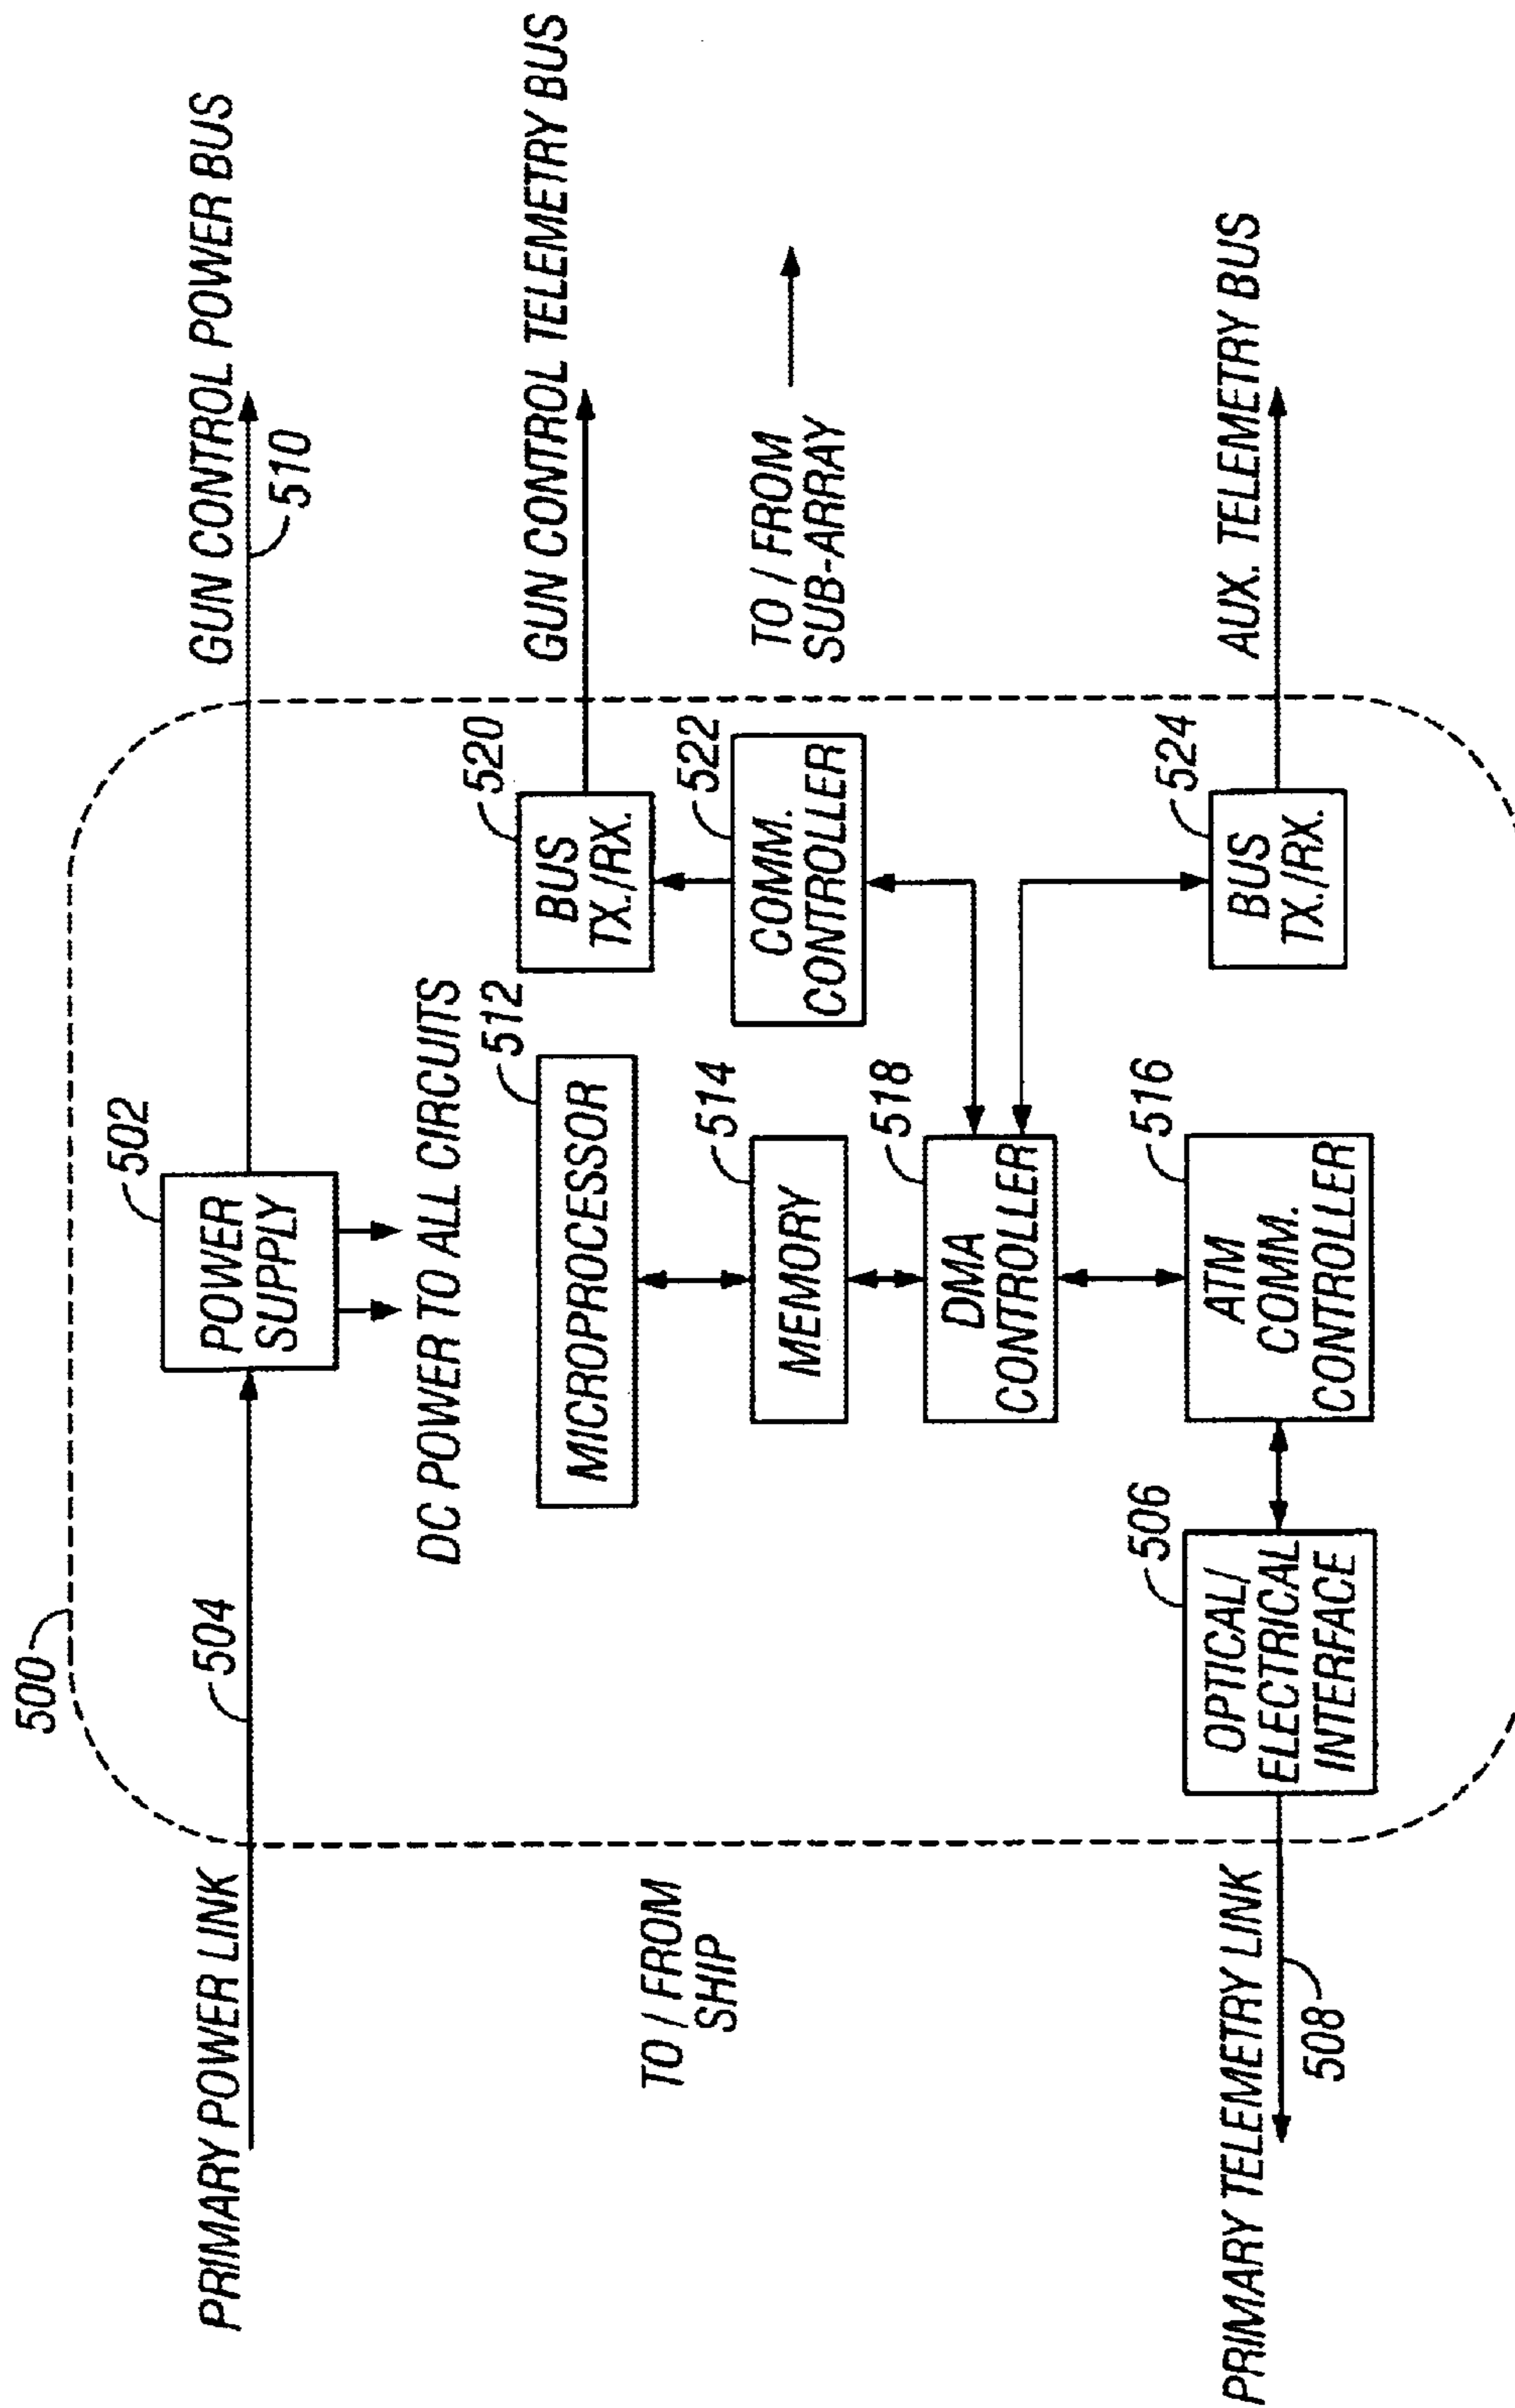 500
PRIMARY POWER LINK
504
502
POWER
SUPPLY
GUN CONTROL POWER BUS
510
DC POWER TO ALL CIRCUITS
512
MICROPROCESSOR
520
BUS
TX./RX.
GUN CONTROL TELEMETRY BUS
TO / FROM
SHIP
514
MEMORY
522
COMM.
CONTROLLER
TO / FROM
SUB-ARRAY
518
DMA
CONTROLLER
PRIMARY TELEMETRY LINK
508
506
OPTICAL/
ELECTRICAL
INTERFACE
516
ATM
COMM.
CONTROLLER
524
BUS
TX./RX.
AUX. TELEMETRY BUS